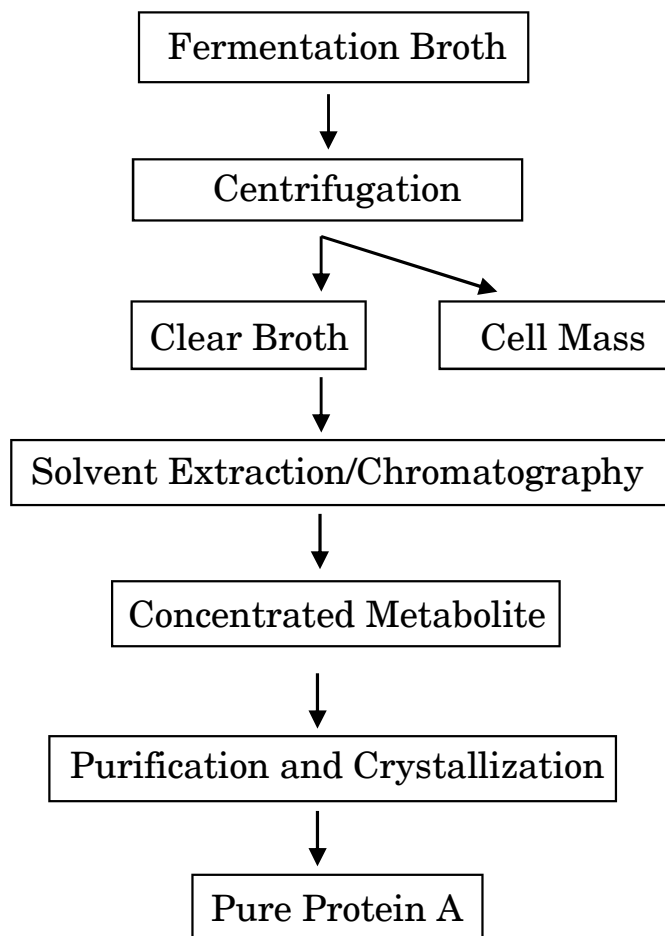 Fermentation Broth
Centrifugation
Clear Broth
Cell Mass
Solvent Extraction/Chromatography
Concentrated Metabolite
Purification and Crystallization
Pure Protein A